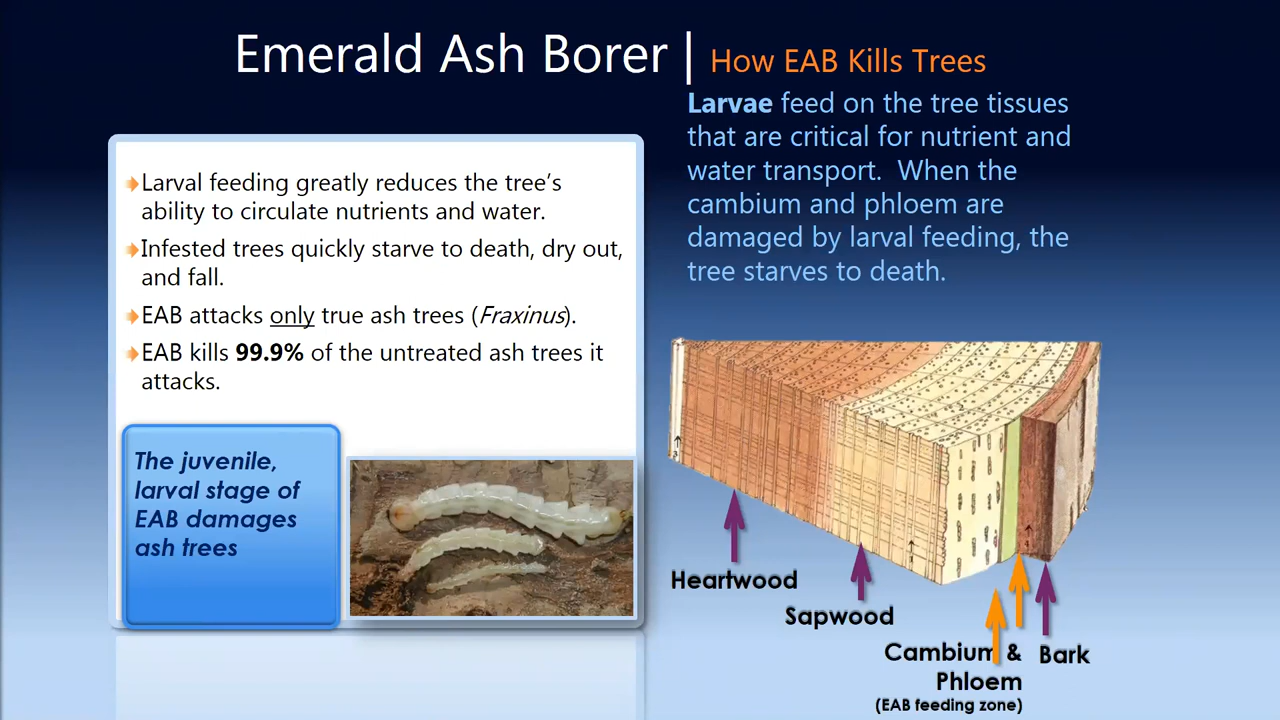 Emerald Ash Borer | How EAB Kills Trees
Larvae feed on the tree tissues
that are critical for nutrient and
water transport.  When the
cambium and phloem are
damaged by larval feeding, the
tree starves to death.
Larval feeding greatly reduces the tree’s
ability to circulate nutrients and water.
Infested trees quickly starve to death, dry out,
and fall.
EAB attacks only true ash trees (Fraxinus).
EAB kills 99.9% of the untreated ash trees it
attacks.
The juvenile,
larval stage of
EAB damages
ash trees
Heartwood
Sapwood
Cambium &
Phloem
(EAB feeding zone)
Bark